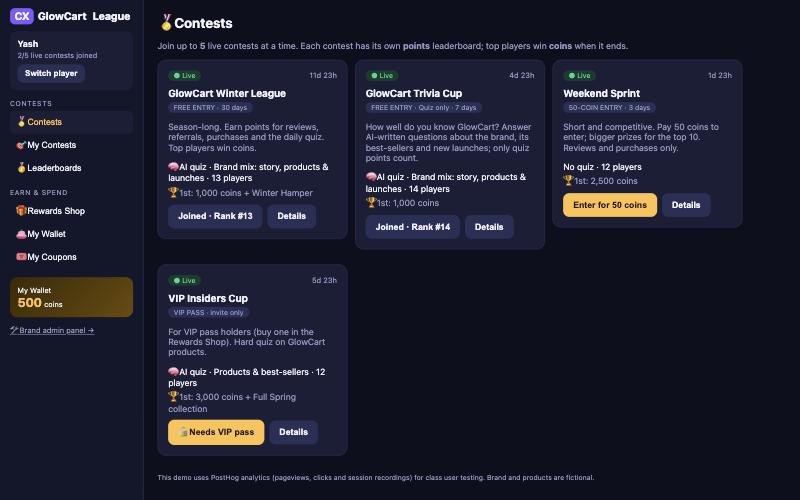 CX GlowCart League
Yash
2/5 live contests joined
Switch player
CONTESTS
Contests
My Contests
Leaderboards
EARN & SPEND
Rewards Shop
My Wallet
My Coupons
My Wallet
500 coins
Brand admin panel →
Contests
Join up to 5 live contests at a time. Each contest has its own points leaderboard; top players win coins when it ends.
Live
11d 23h
GlowCart Winter League
FREE ENTRY · 30 days
Season-long. Earn points for reviews,
referrals, purchases and the daily quiz.
Top players win coins.
AI quiz · Brand mix: story, products &
launches · 13 players
1st: 1,000 coins + Winter Hamper
Joined · Rank #13
Details
Live
4d 23h
GlowCart Trivia Cup
FREE ENTRY · Quiz only · 7 days
How well do you know GlowCart? Answer
AI-written questions about the brand, its
best-sellers and new launches; only quiz
points count.
AI quiz · Brand mix: story, products &
launches · 14 players
1st: 1,000 coins
Joined · Rank #14
Details
Live
1d 23h
Weekend Sprint
50-COIN ENTRY · 3 days
Short and competitive. Pay 50 coins to
enter; bigger prizes for the top 10.
Reviews and purchases only.
No quiz · 12 players
1st: 2,500 coins
Enter for 50 coins
Details
Live
5d 23h
VIP Insiders Cup
VIP PASS · invite only
For VIP pass holders (buy one in the
Rewards Shop). Hard quiz on GlowCart
products.
AI quiz · Products & best-sellers · 12
players
1st: 3,000 coins + Full Spring
collection
Needs VIP pass
Details
This demo uses PostHog analytics (pageviews, clicks and session recordings) for class user testing. Brand and products are fictional.